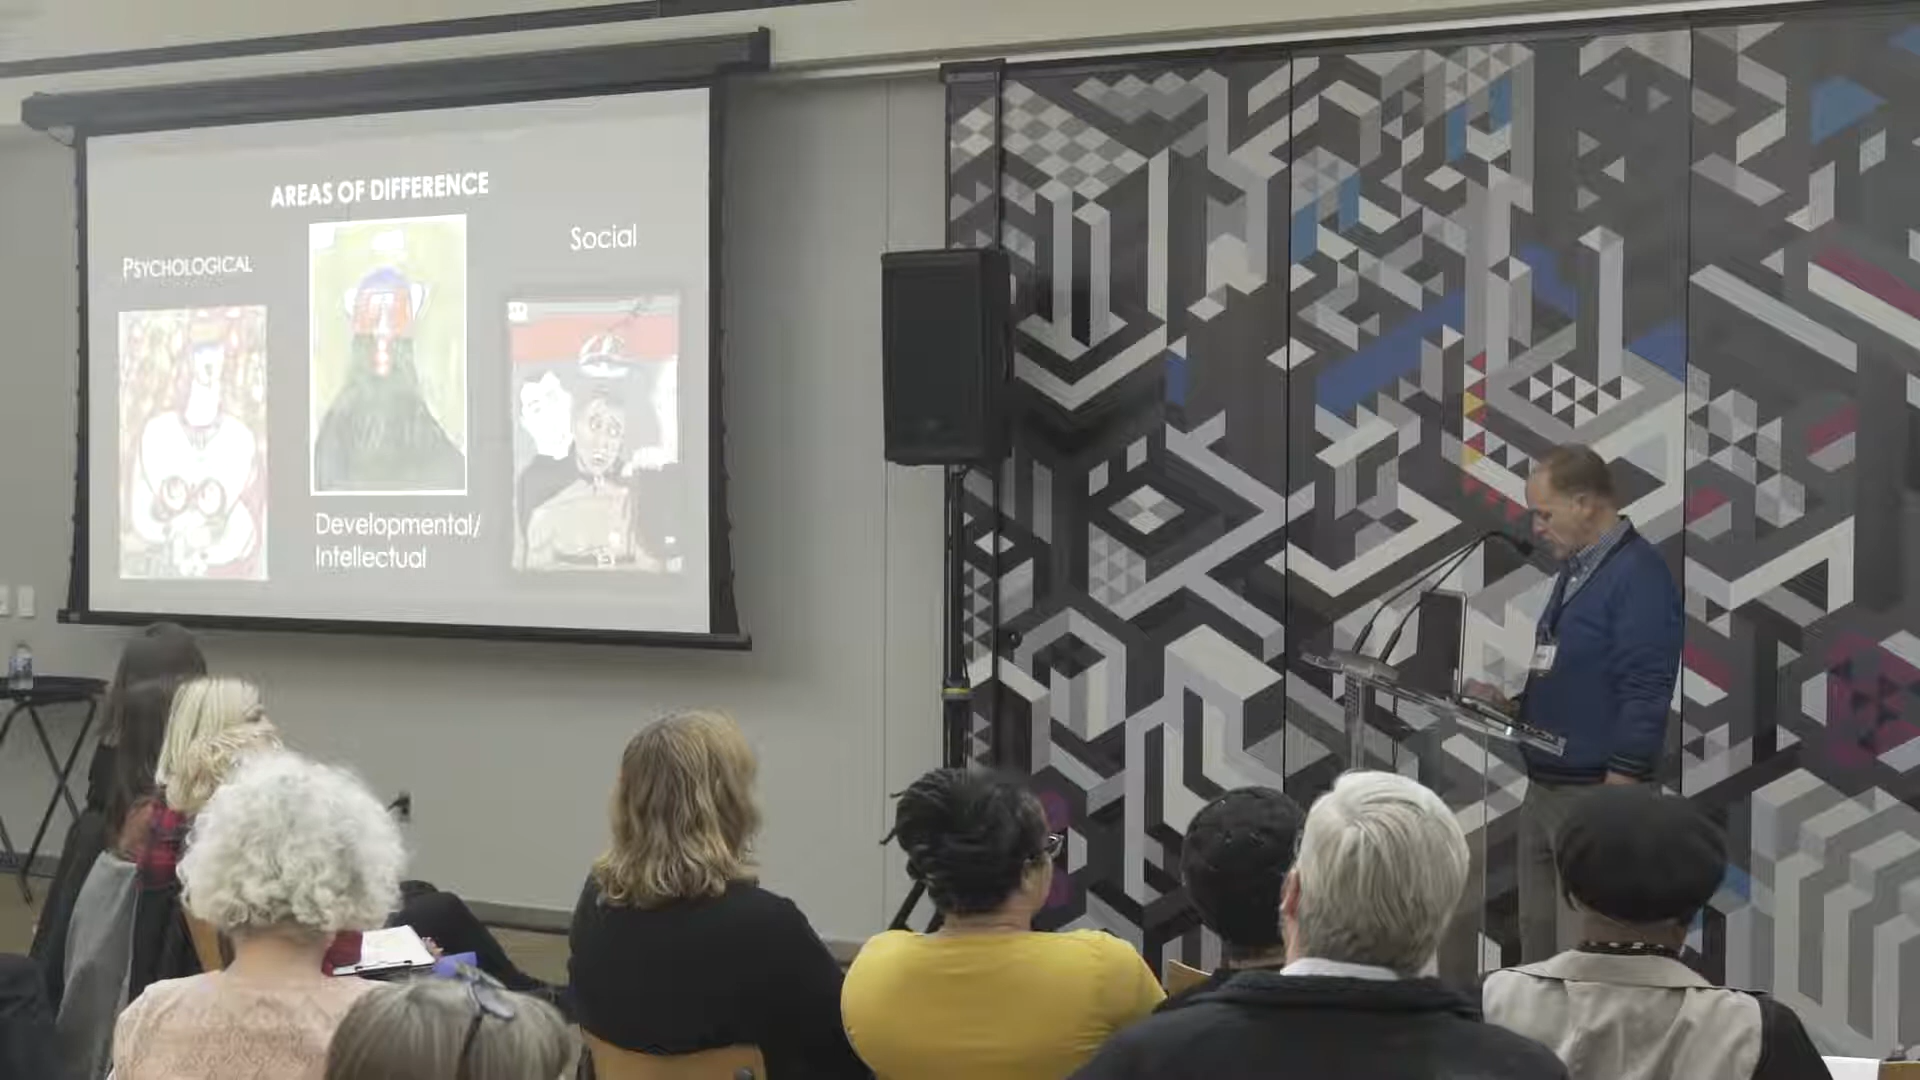 AREAS OF DIFFERENCE
PSYCHOLOGICAL
Social
Developmental/
Intellectual